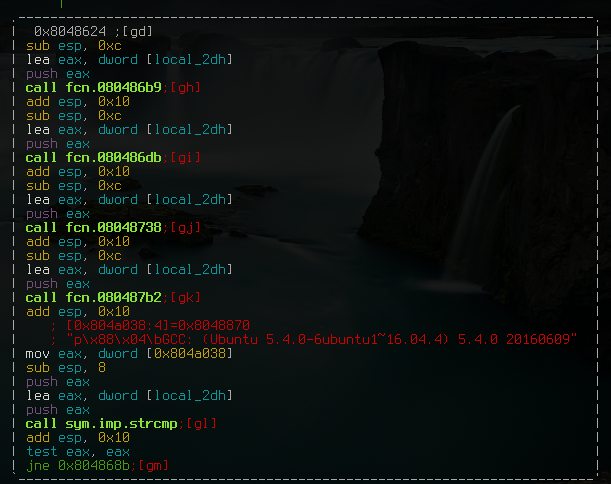 0x8048624 ;[gd]
sub esp, 0xc
lea eax, dword [local_2dh]
push eax
call fcn.080486b9;[gh]
add esp, 0x10
sub esp, 0xc
lea eax, dword [local_2dh]
push eax
call fcn.080486db;[gi]
add esp, 0x10
sub esp, 0xc
lea eax, dword [local_2dh]
push eax
call fcn.08048738;[gj]
add esp, 0x10
sub esp, 0xc
lea eax, dword [local_2dh]
push eax
call fcn.080487b2;[gk]
add esp, 0x10
; [0x804a038:4]=0x8048870
; "p\x88\x04\bGCC: (Ubuntu 5.4.0-6ubuntu1~16.04.4) 5.4.0 20160609"
mov eax, dword [0x804a038]
sub esp, 8
push eax
lea eax, dword [local_2dh]
push eax
call sym.imp.strcmp;[gl]
add esp, 0x10
test eax, eax
jne 0x804868b;[gm]